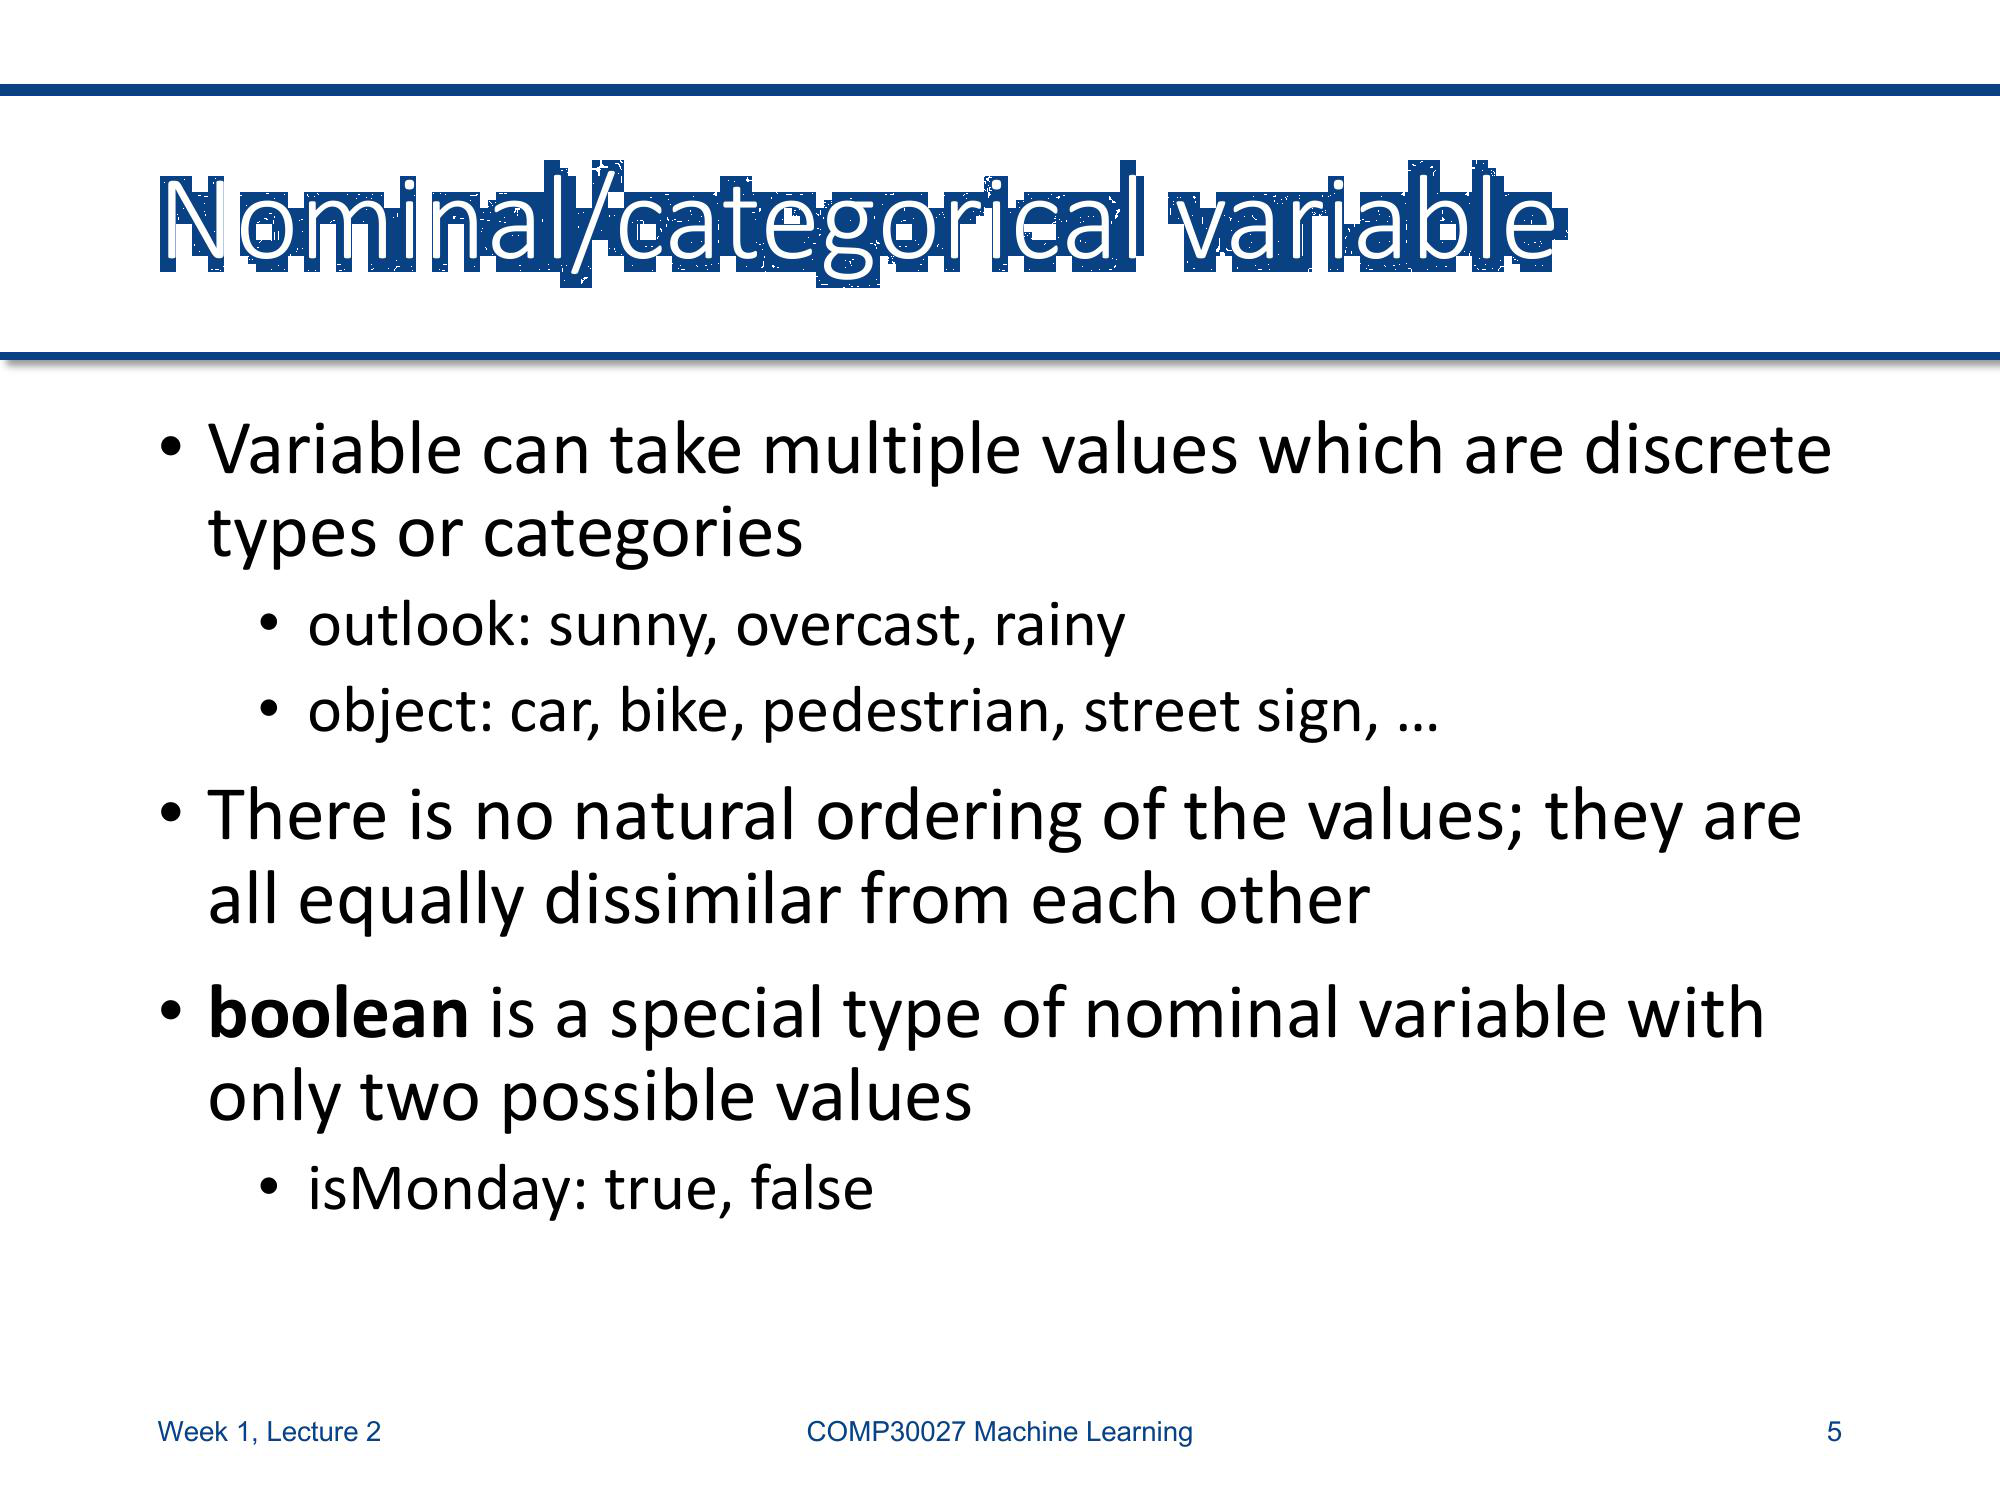 Nominal/categorical variable
• Variable can take multiple values which are discrete
types or categories
• outlook: sunny, overcast, rainy
• object: car, bike, pedestrian, street sign, …
• There is no natural ordering of the values; they are
all equally dissimilar from each other
• boolean is a special type of nominal variable with
only two possible values
• isMonday: true, false
Week 1, Lecture 2
COMP30027 Machine Learning
5